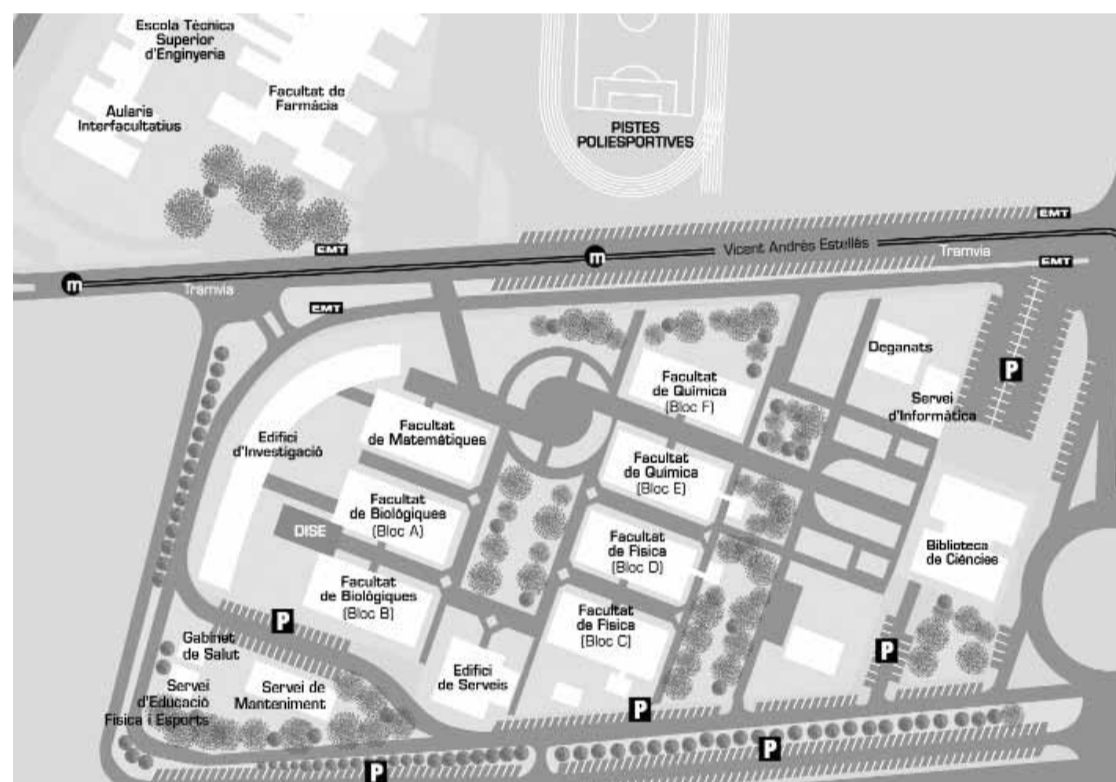 Escola Tècnica
Superior
d'Enginyeria
Facultat de
Farmàcia
Aularis
Interfacultatius
PISTES
POLIESPORTIVES
EMT
EMT
Vicent Andrés Estellés
m
m
Tramvia
Tramvia
EMT
EMT
Deganats
P
Facultat
de Química
(Bloc F)
Servei
d'Informàtica
Facultat
de Matemàtiques
Edifici
d'Investigació
Facultat
de Química
(Bloc E)
Facultat
de Biològiques
(Bloc A)
DISE
Facultat
de Física
(Bloc D)
Biblioteca
de Ciències
Facultat
de Biològiques
(Bloc B)
Facultat
de Física
(Bloc C)
P
Gabinet
de Salut
P
Edifici
de Serveis
Servei
d'Educació
Física i Esports
Servei de
Manteniment
P
P
P